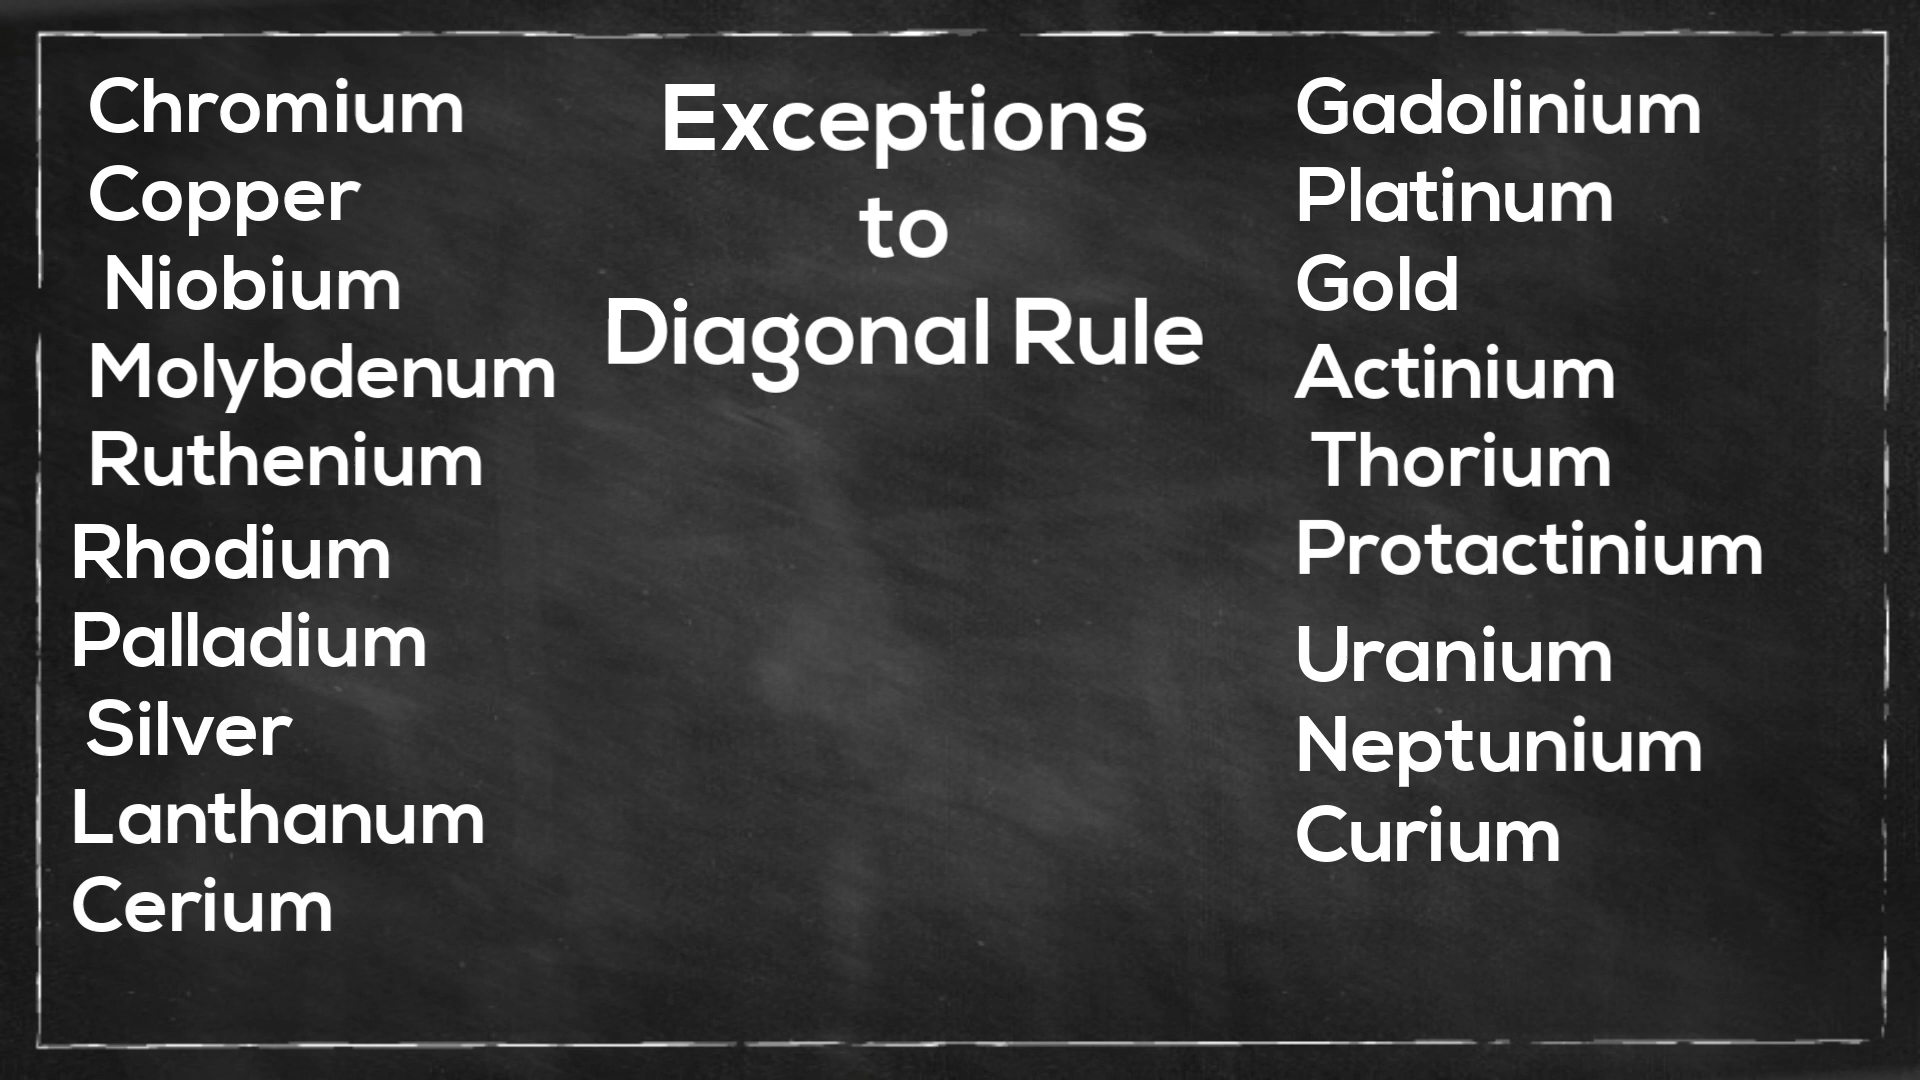 Chromium
Copper
Niobium
Molybdenum
Ruthenium
Rhodium
Palladium
Silver
Lanthanum
Cerium
Exceptions
to
Diagonal Rule
Gadolinium
Platinum
Gold
Actinium
Thorium
Protactinium
Uranium
Neptunium
Curium